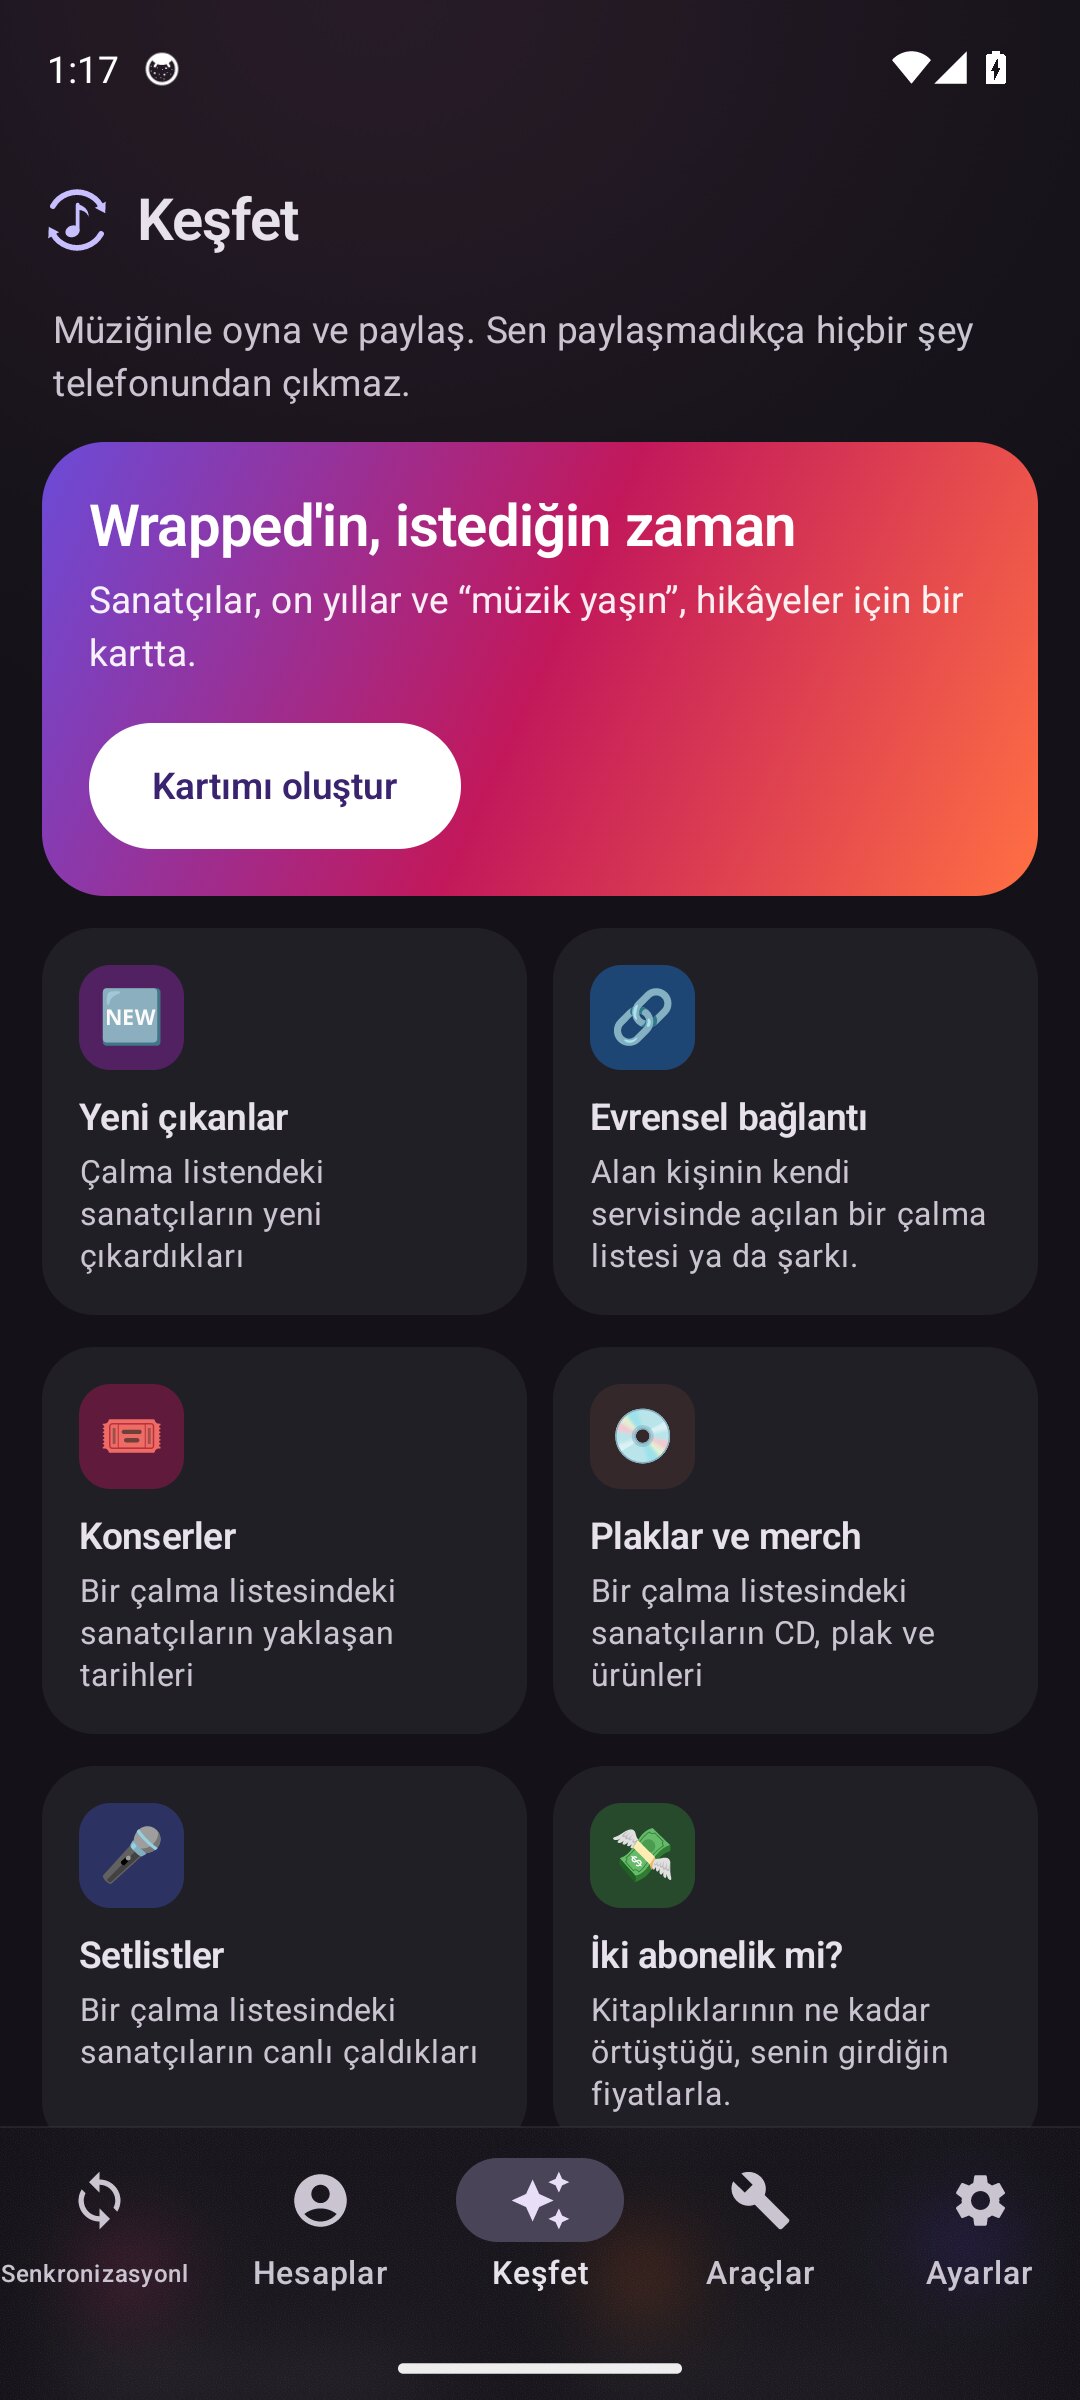 1:17
Keşfet
Müziğinle oyna ve paylaş. Sen paylaşmadıkça hiçbir şey
telefonundan çıkmaz.
Wrapped'in, istediğin zaman
Sanatçılar, on yıllar ve “müzik yaşın”, hikâyeler için bir
kartta.
Kartımı oluştur
NEW
Yeni çıkanlar
Çalma listendeki
sanatçıların yeni
çıkardıkları
Evrensel bağlantı
Alan kişinin kendi
servisinde açılan bir çalma
listesi ya da şarkı.
Konserler
Bir çalma listesindeki
sanatçıların yaklaşan
tarihleri
Plaklar ve merch
Bir çalma listesindeki
sanatçıların CD, plak ve
ürünleri
Setlistler
Bir çalma listesindeki
sanatçıların canlı çaldıkları
İki abonelik mi?
Kitaplıklarının ne kadar
örtüştüğü, senin girdiğin
fiyatlarla.
Senkronizasyonl
Hesaplar
Keşfet
Araçlar
Ayarlar